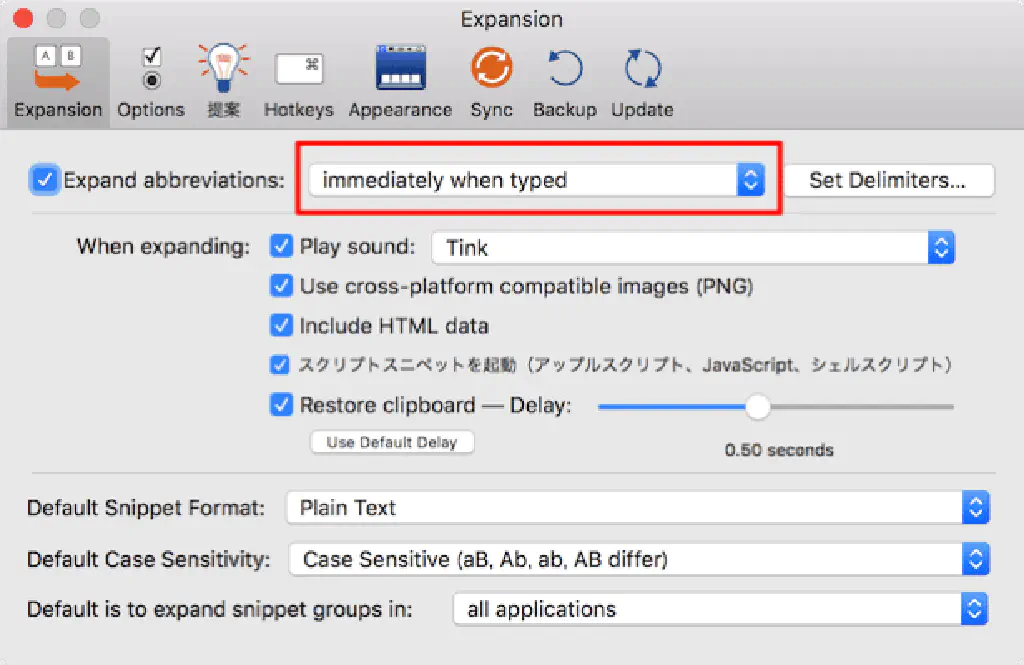 Expansion
A B
⌘
Expansion Options 提案 Hotkeys Appearance Sync Backup Update
Expand abbreviations: immediately when typed Set Delimiters...
When expanding: Play sound: Tink
Use cross-platform compatible images (PNG)
Include HTML data
スクリプトスニペットを起動（アップルスクリプト、JavaScript、シェルスクリプト）
Restore clipboard — Delay:
Use Default Delay
0.50 seconds
Default Snippet Format: Plain Text
Default Case Sensitivity: Case Sensitive (aB, Ab, ab, AB differ)
Default is to expand snippet groups in: all applications